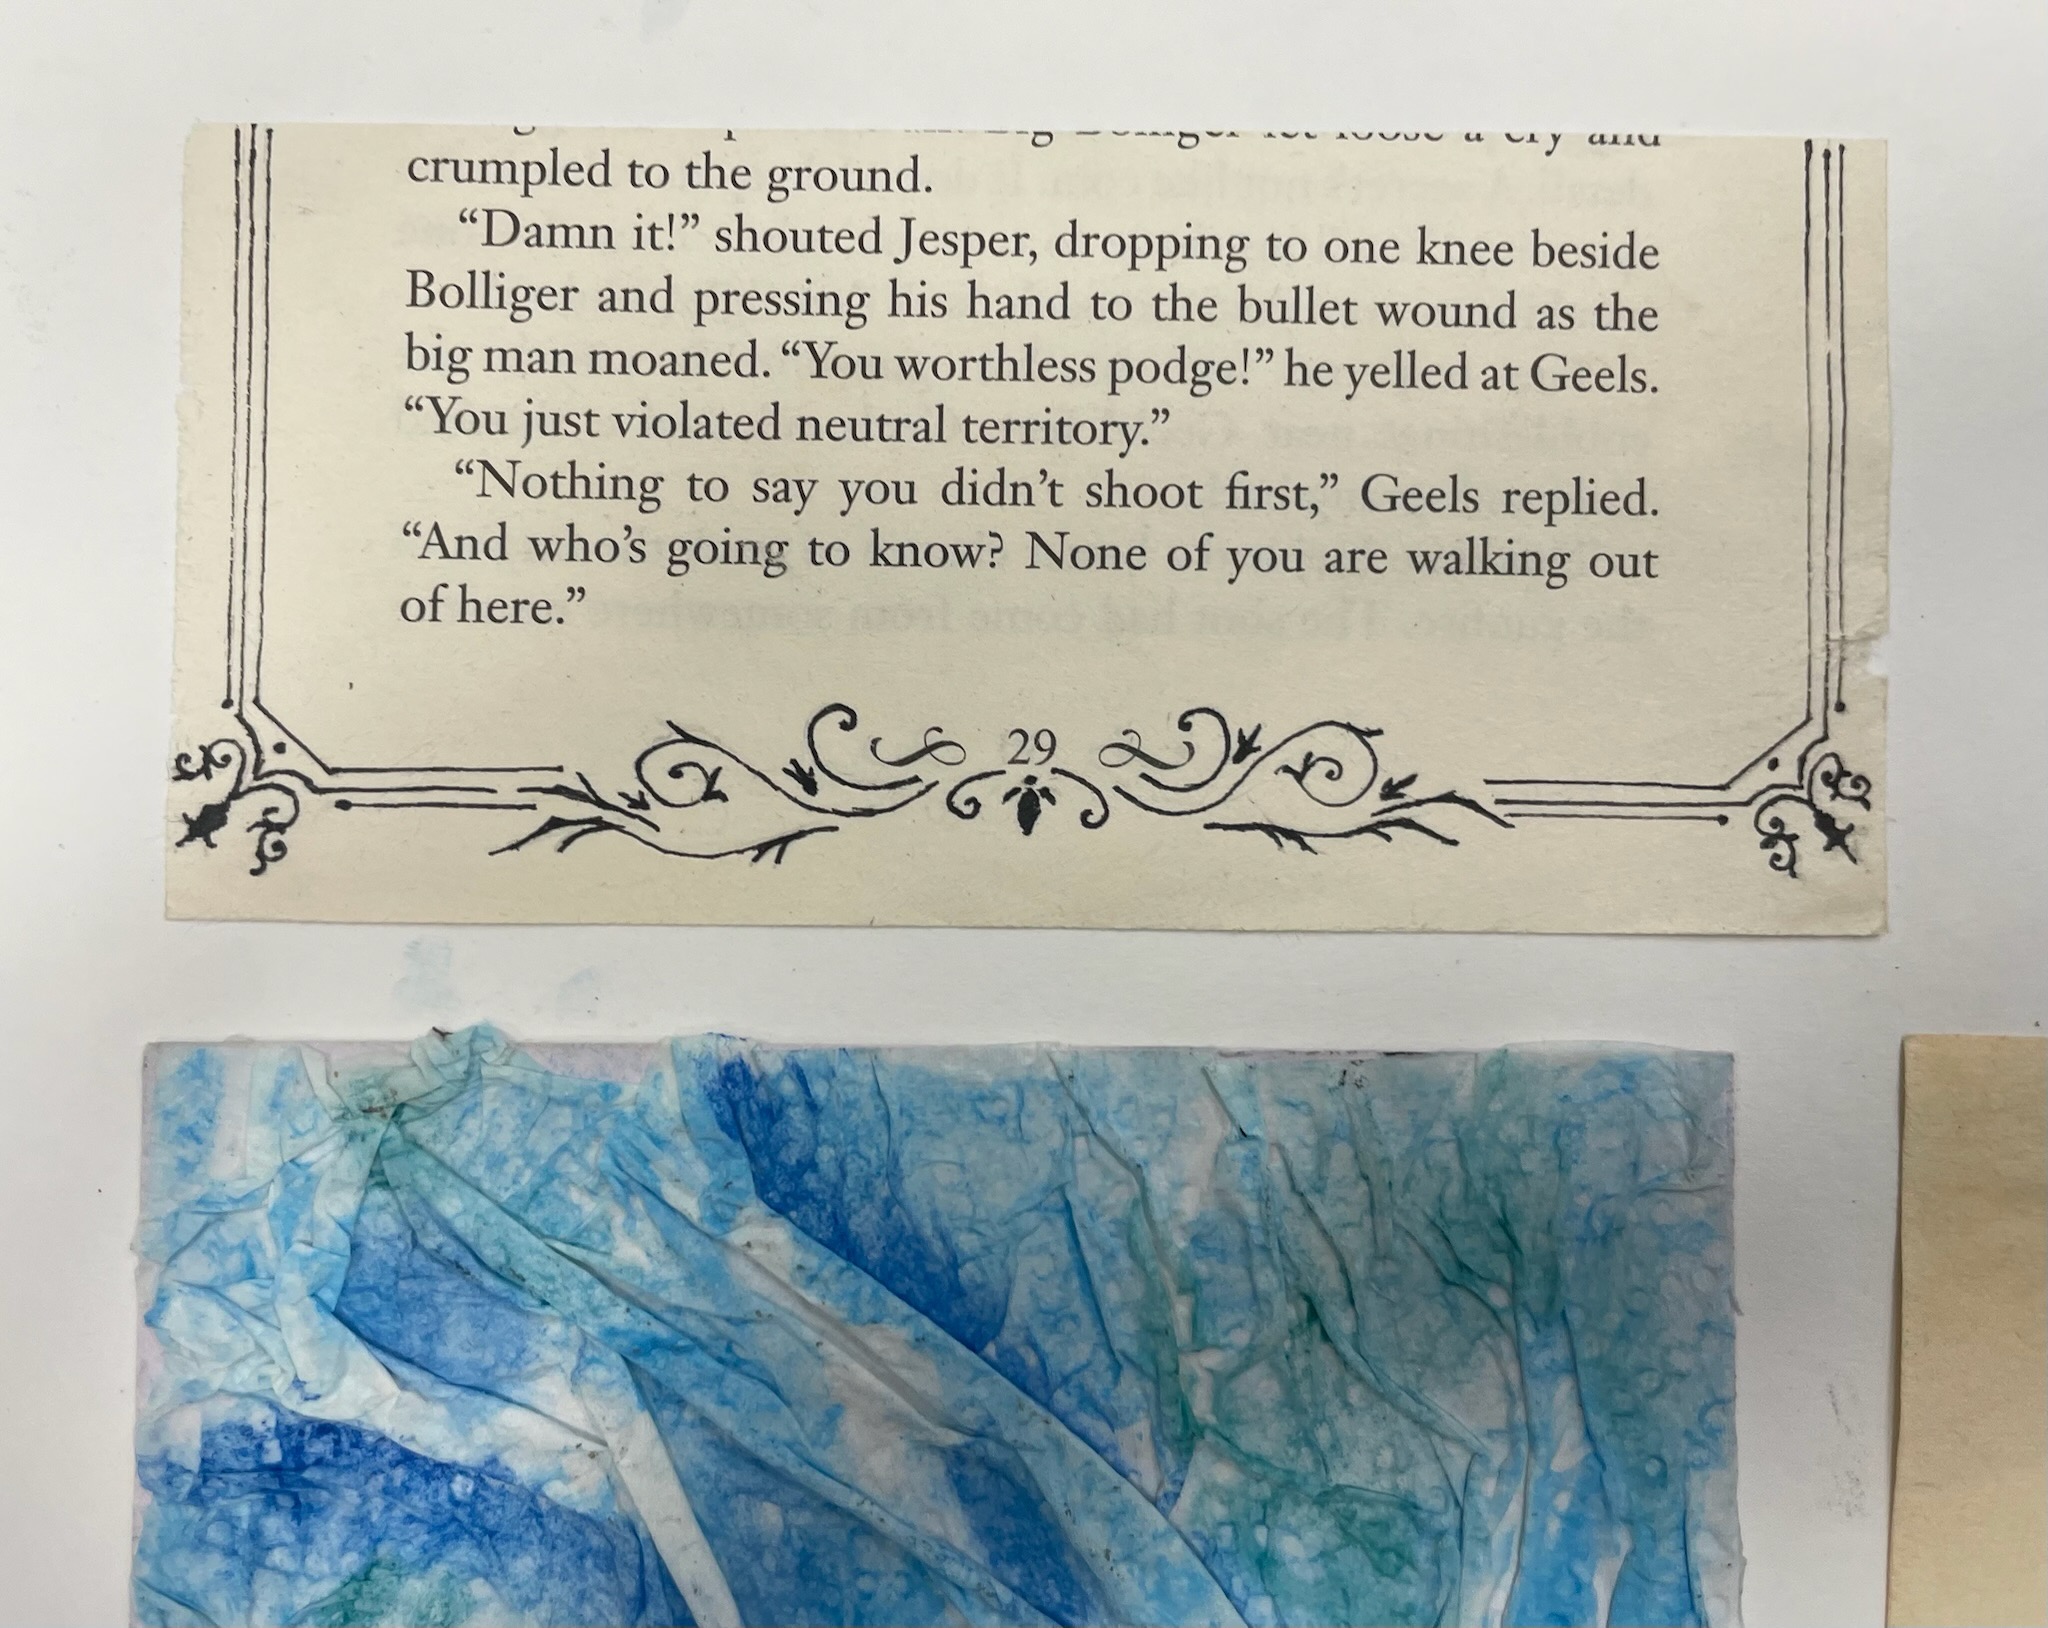 Big Bolliger let loose a cry and
crumpled to the ground.
“Damn it!” shouted Jesper, dropping to one knee beside
Bolliger and pressing his hand to the bullet wound as the
big man moaned. “You worthless podge!” he yelled at Geels.
“You just violated neutral territory.”
“Nothing to say you didn’t shoot first,” Geels replied.
“And who’s going to know? None of you are walking out
of here.”
29